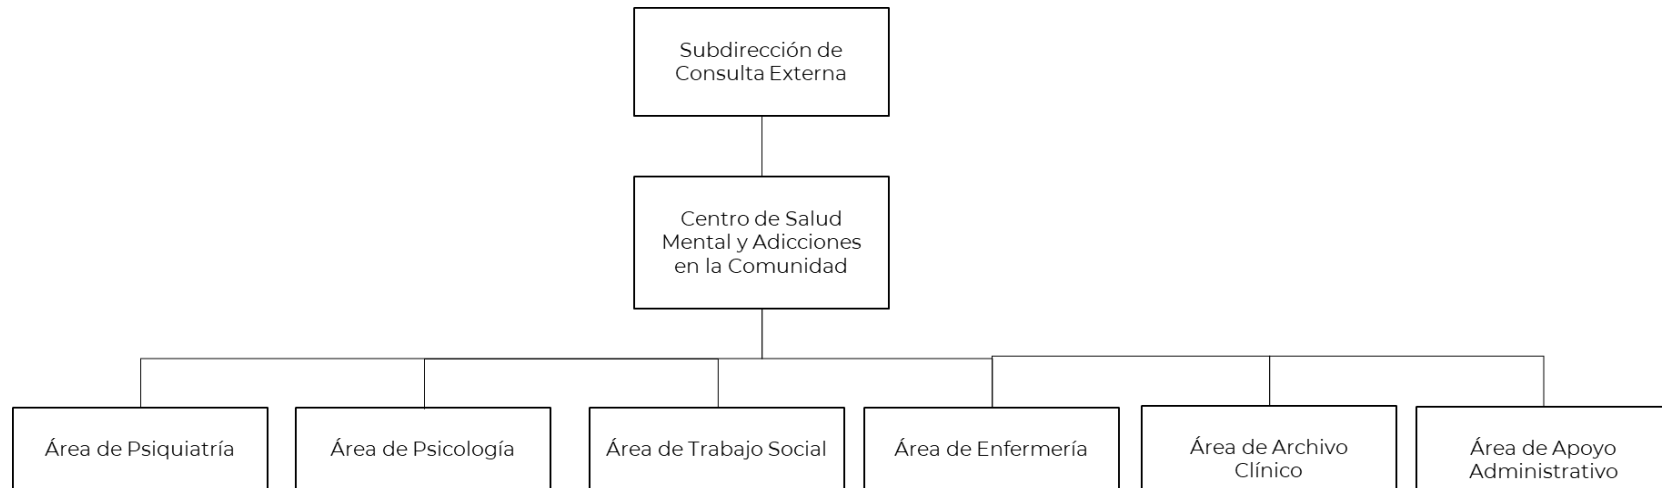 Subdirección de
Consulta Externa
Centro de Salud
Mental y Adicciones
en la Comunidad
Área de Psiquiatría
Área de Psicología
Área de Trabajo Social
Área de Enfermería
Área de Archivo
Clínico
Área de Apoyo
Administrativo